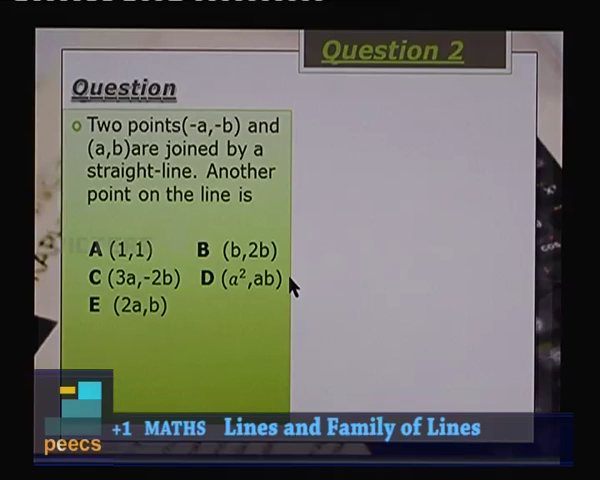 Question 2
Question
Two points(-a,-b) and
(a,b)are joined by a
straight-line. Another
point on the line is
A (1,1) B (b,2b)
C (3a,-2b) D (a²,ab)
E (2a,b)
peecs
+1 MATHS Lines and Family of Lines